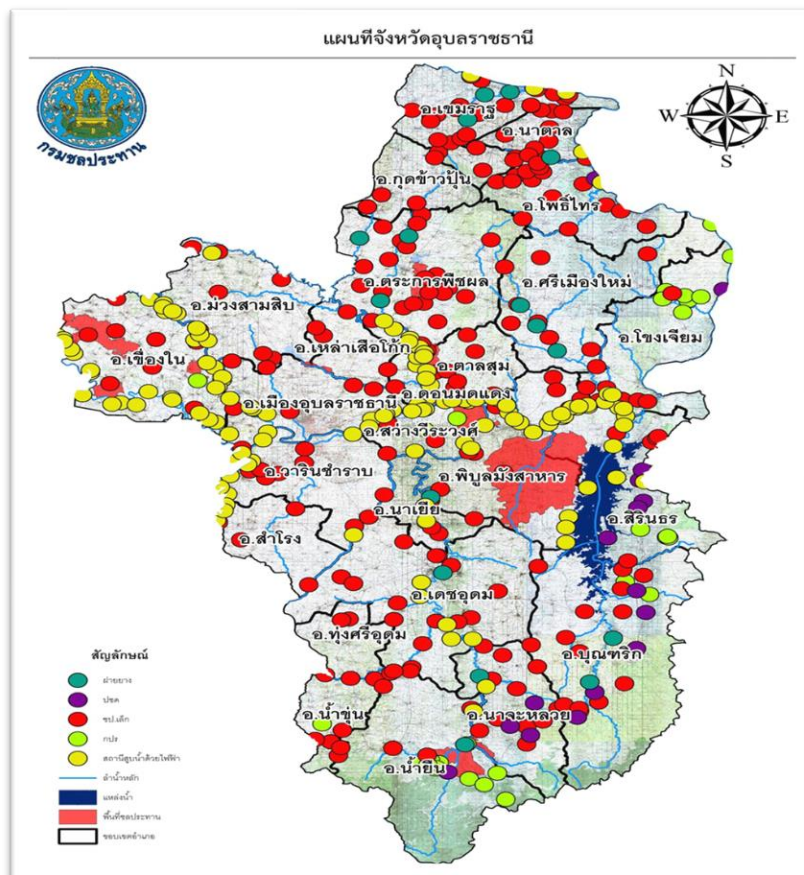 แผนที่จังหวัดอุบลราชธานี
กรมชลประทาน
N
W E
S
อ.เขมราฐ
อ.นาตาล
อ.กุดข้าวปุ้น
อ.โพธิ์ไทร
อ.ตระการพืชผล
อ.ศรีเมืองใหม่
อ.ม่วงสามสิบ
อ.โขงเจียม
อ.เขื่องใน
อ.เหล่าเสือโก้ก
อ.ตาลสุม
อ.ดอนมดแดง
อ.เมืองอุบลราชธานี
อ.สว่างวีระวงศ์
อ.วารินชำราบ
อ.พิบูลมังสาหาร
อ.นาเยีย
อ.สิรินธร
อ.สำโรง
อ.เดชอุดม
อ.ทุ่งศรีอุดม
อ.บุณฑริก
อ.น้ำขุ่น
อ.นาจะหลวย
อ.น้ำยืน
สัญลักษณ์
ฝายยาง
ปชด
ชป.เล็ก
กปร
สถานีสูบน้ำด้วยไฟฟ้า
ลำน้ำหลัก
แหล่งน้ำ
พื้นที่ชลประทาน
ขอบเขตอำเภอ